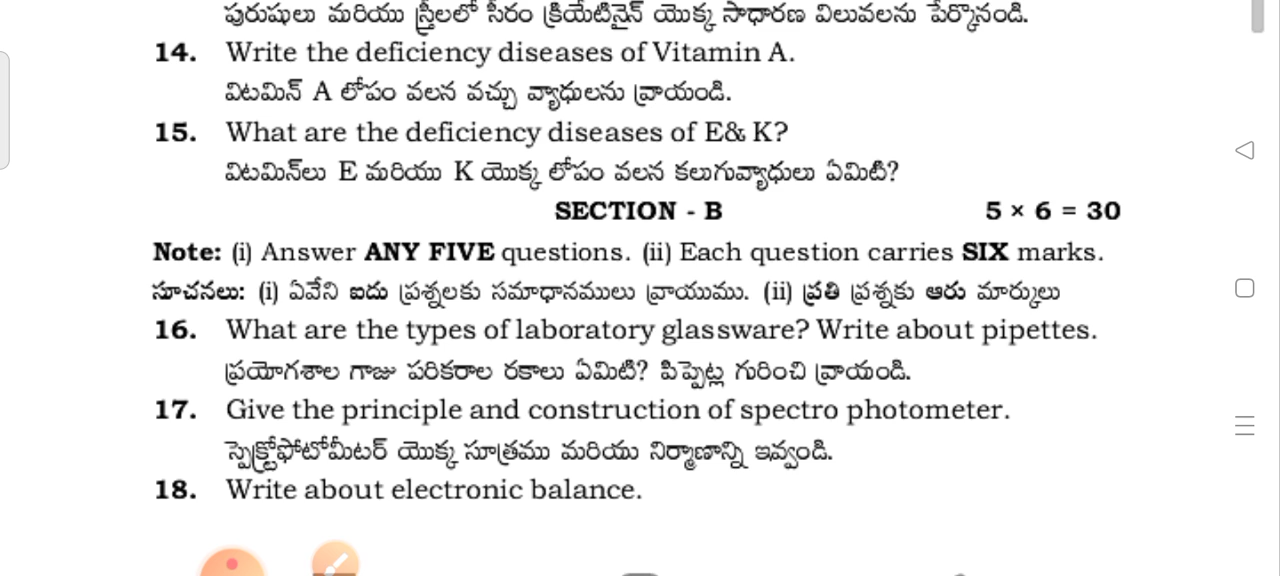 పురుషులు మరియు స్త్రీలలో సీరం క్రియేటినైన్ యొక్క సాధారణ విలువలను పేర్కొనండి.
14. Write the deficiency diseases of Vitamin A.
విటమిన్ A లోపం వలన వచ్చు వ్యాధులను వ్రాయండి.
15. What are the deficiency diseases of E& K?
విటమిన్‌లు E మరియు K యొక్క లోపం వలన కలుగువ్యాధులు ఏమిటి?
SECTION - B 5 × 6 = 30
Note: (i) Answer ANY FIVE questions. (ii) Each question carries SIX marks.
సూచనలు: (i) ఏవేని ఐదు ప్రశ్నలకు సమాధానములు వ్రాయుము. (ii) ప్రతి ప్రశ్నకు ఆరు మార్కులు
16. What are the types of laboratory glassware? Write about pipettes.
ప్రయోగశాల గాజు పరికరాల రకాలు ఏమిటి? పిప్పెట్ల గురించి వ్రాయండి.
17. Give the principle and construction of spectro photometer.
స్పెక్ట్రోఫోటోమీటర్ యొక్క సూత్రము మరియు నిర్మాణాన్ని ఇవ్వండి.
18. Write about electronic balance.